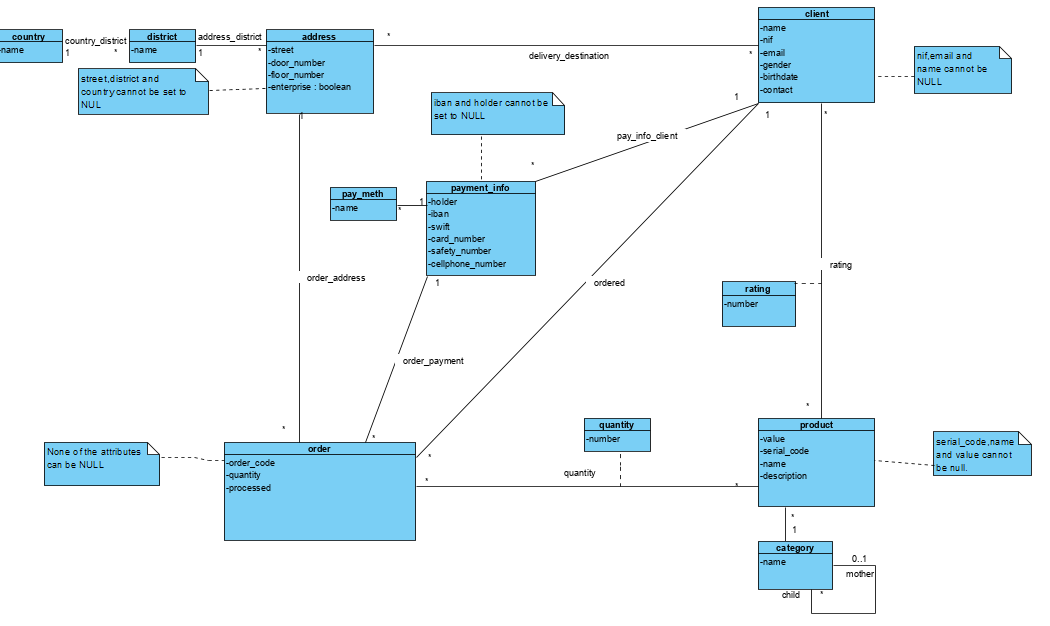 client
-name
-nif
-email
-gender
-birthdate
-contact
country
-name
country_district
1
*
district
-name
address_district
1
*
address
-street
-door_number
-floor_number
-enterprise : boolean
*
delivery_destination
*
nif,email and
name cannot be
NULL
street,district and
country cannot be set to
NUL
iban and holder cannot be
set to NULL
1
1
1
*
pay_info_client
*
pay_meth
-name
*
1
payment_info
-holder
-iban
-swift
-card_number
-safety_number
-cellphone_number
1
order_address
ordered
rating
rating
-number
order_payment
*
*
*
*
None of the attributes
can be NULL
order
-order_code
-quantity
-processed
*
quantity
-number
quantity
*
product
-value
-serial_code
-name
-description
serial_code,name
and value cannot
be null.
*
1
category
-name
0..1
mother
child
*